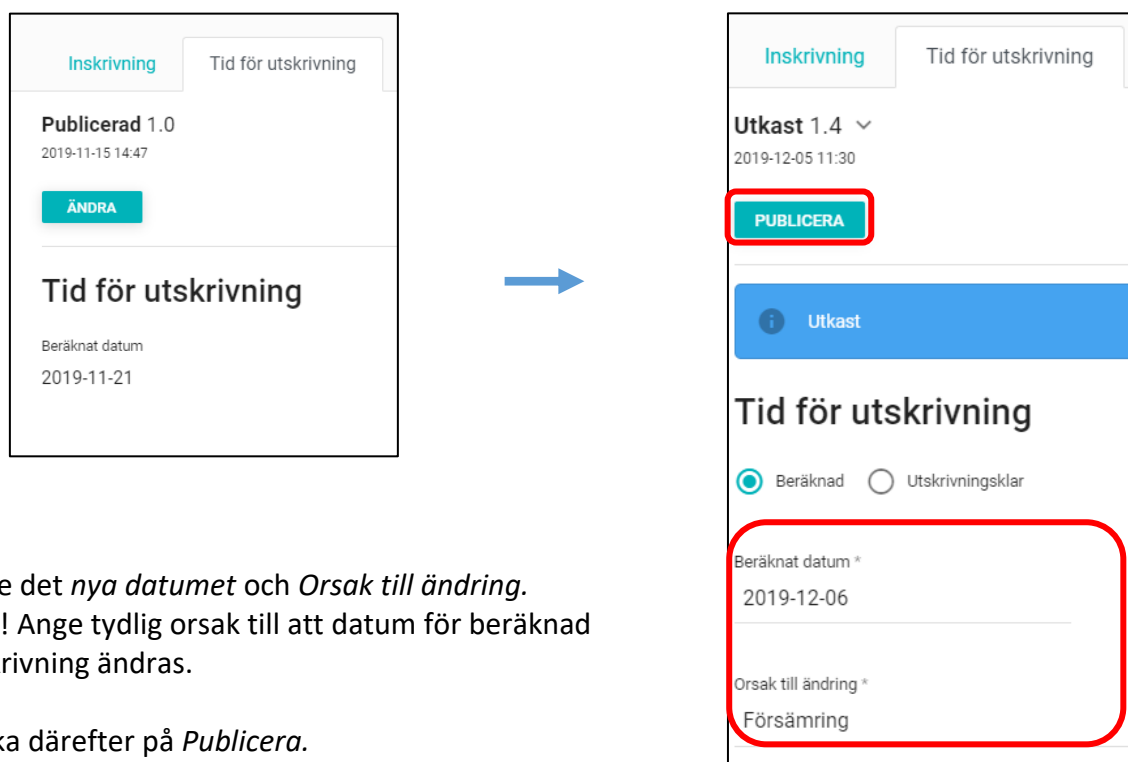 Inskrivning Tid för utskrivning
Publicerad 1.0
2019-11-15 14:47
ÄNDRA
Tid för utskrivning
Beräknat datum
2019-11-21
e det nya datumet och Orsak till ändring.
! Ange tydlig orsak till att datum för beräknad
rivning ändras.
ka därefter på Publicera.
Inskrivning Tid för utskrivning
Utkast 1.4
2019-12-05 11:30
PUBLICERA
Utkast
Tid för utskrivning
Beräknad Utskrivningsklar
Beräknat datum *
2019-12-06
Orsak till ändring *
Försämring